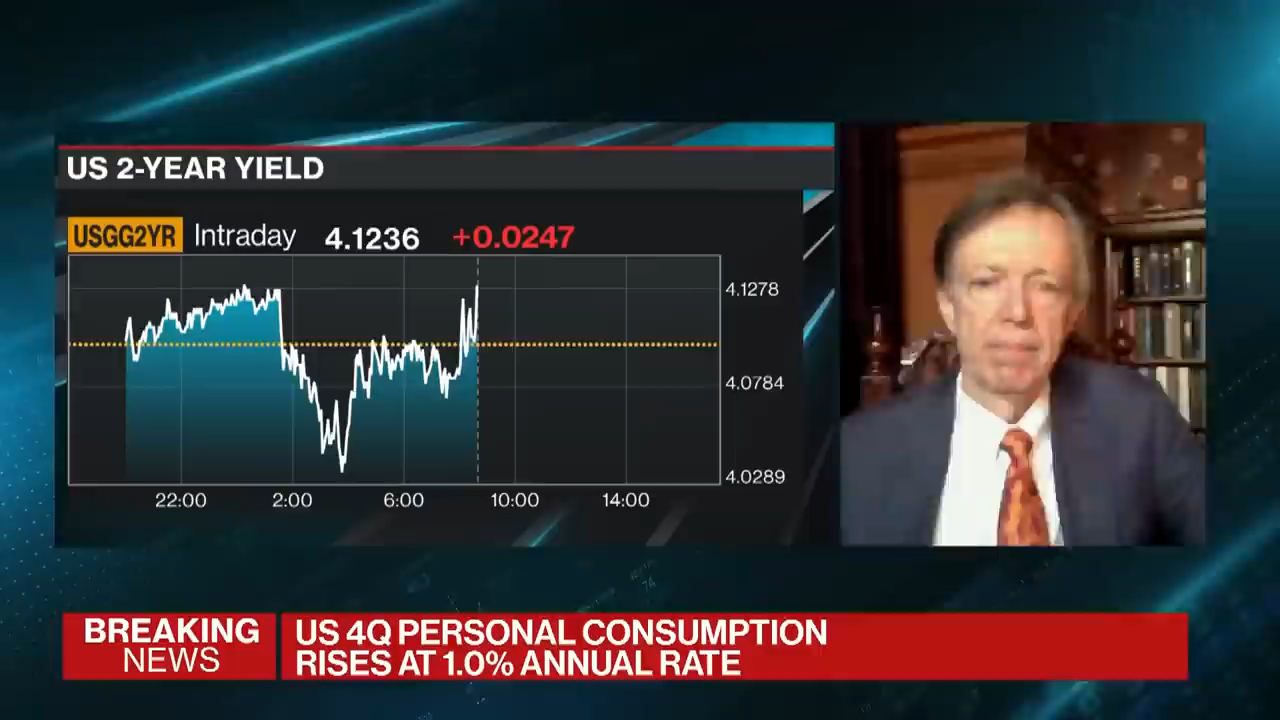 US 2-YEAR YIELD
USGG2YR Intraday 4.1236 +0.0247
4.1278
4.0784
4.0289
22:00 2:00 6:00 10:00 14:00
BREAKING NEWS
US 4Q PERSONAL CONSUMPTION
RISES AT 1.0% ANNUAL RATE